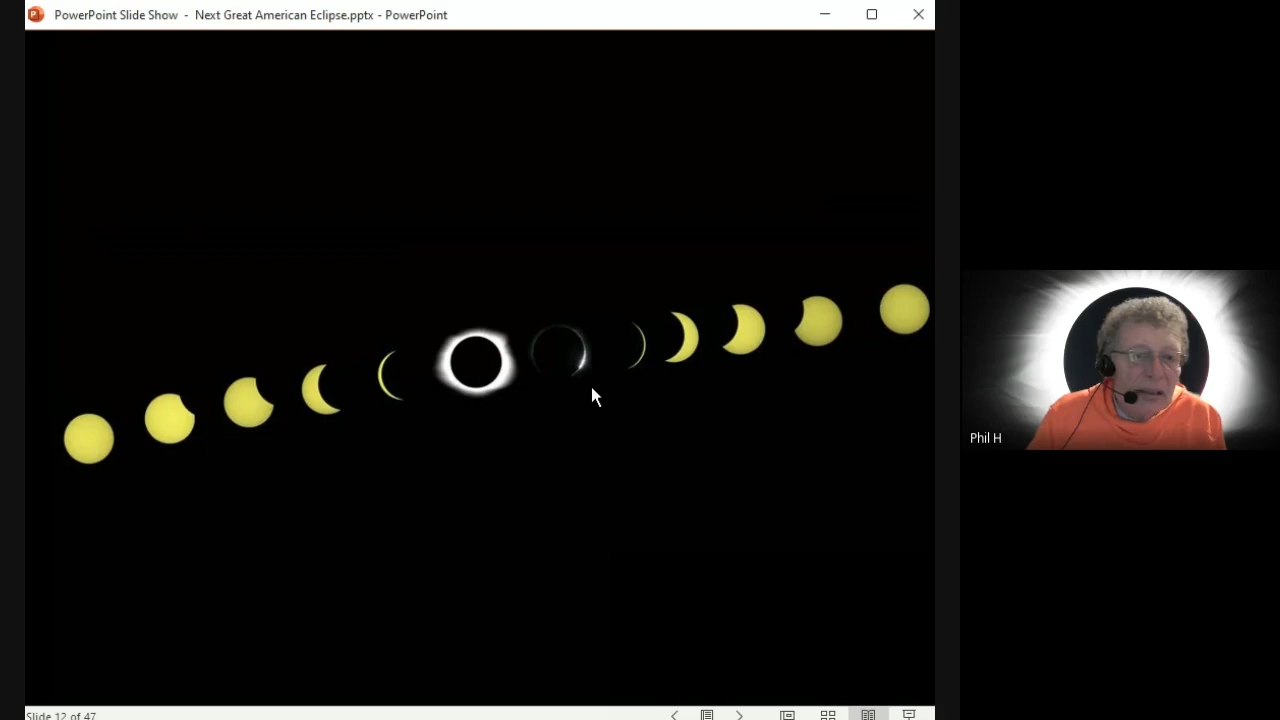 PowerPoint Slide Show - Next Great American Eclipse.pptx - PowerPoint
Phil H
Slide 12 of 47